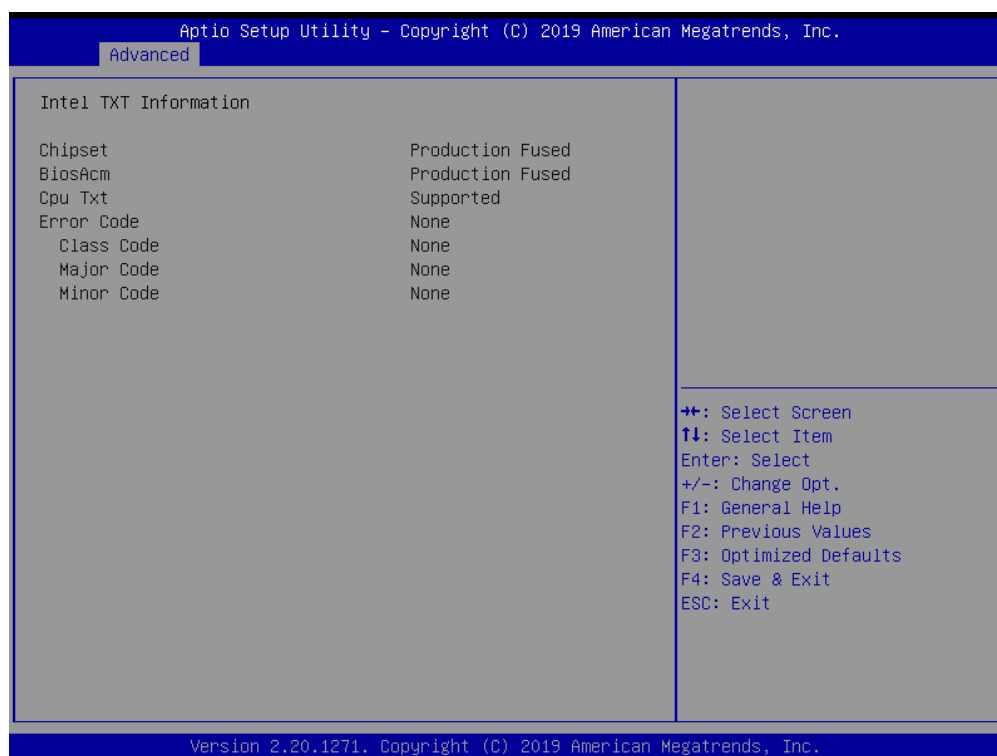 Aptio Setup Utility – Copyright (C) 2019 American Megatrends, Inc.
Advanced
Intel TXT Information
Chipset Production Fused
BiosAcm Production Fused
Cpu Txt Supported
Error Code None
Class Code None
Major Code None
Minor Code None
→←: Select Screen
↑↓: Select Item
Enter: Select
+/-: Change Opt.
F1: General Help
F2: Previous Values
F3: Optimized Defaults
F4: Save & Exit
ESC: Exit
Version 2.20.1271. Copyright (C) 2019 American Megatrends, Inc.